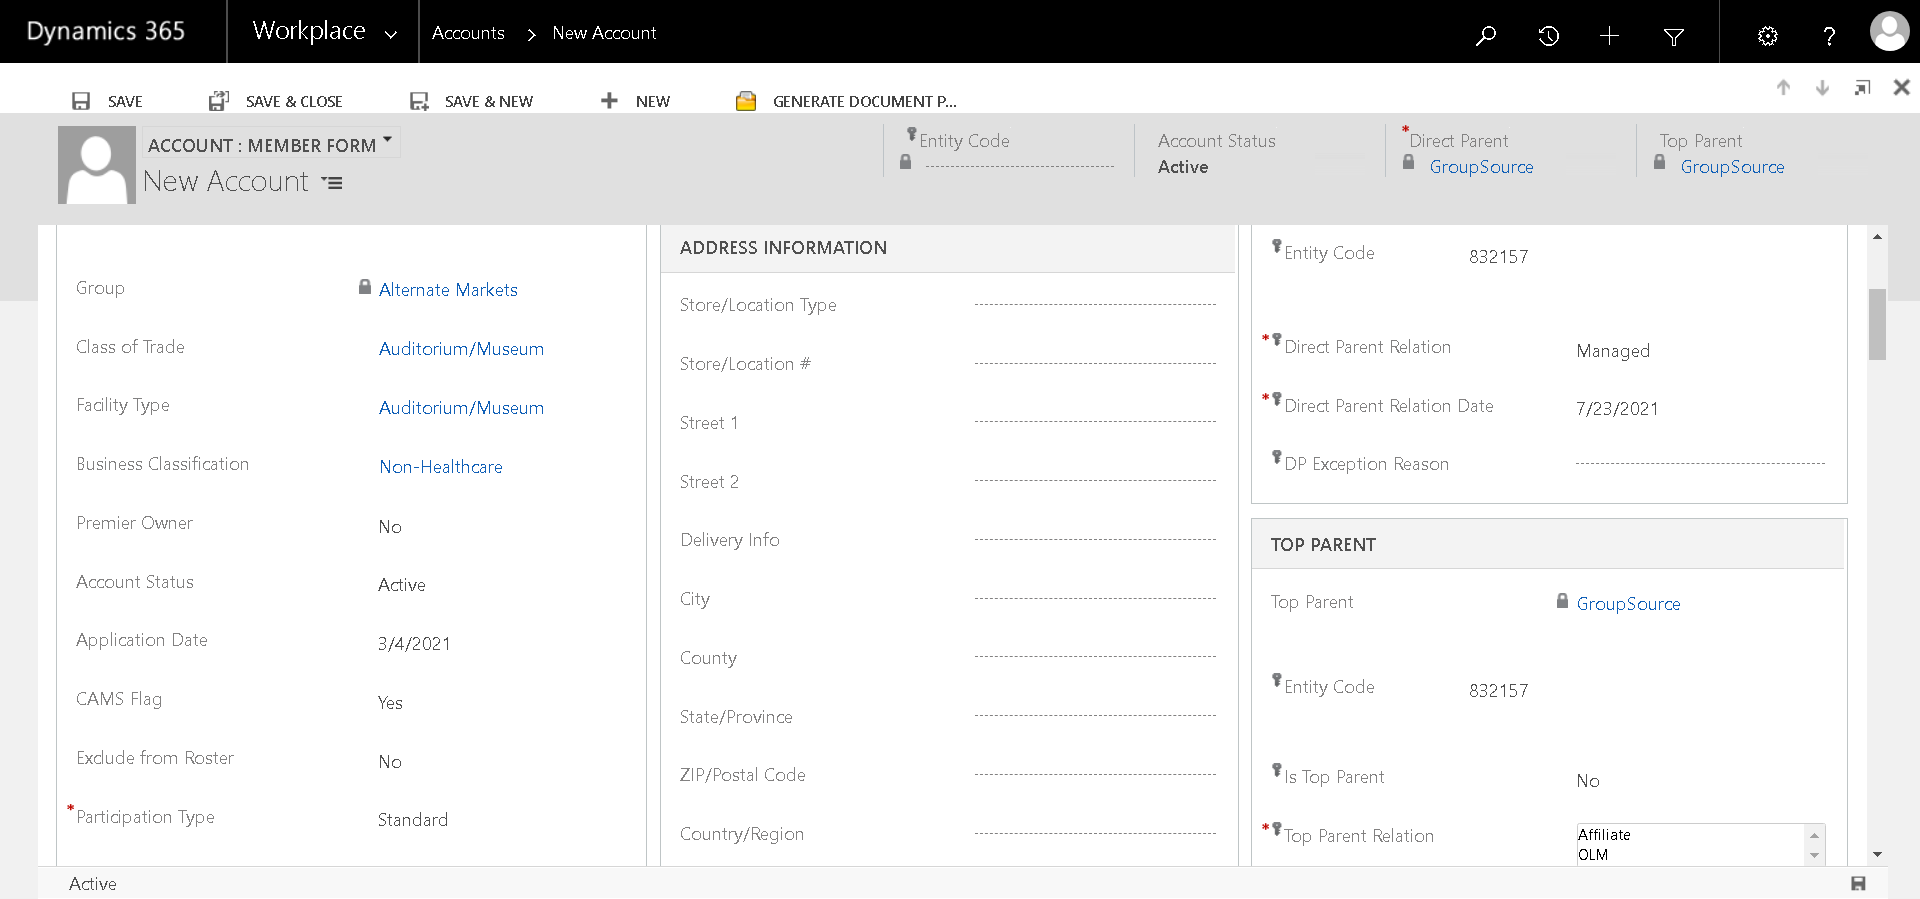 Dynamics 365
Workplace
Accounts > New Account
SAVE
SAVE & CLOSE
SAVE & NEW
NEW
GENERATE DOCUMENT P...
ACCOUNT : MEMBER FORM
New Account
Entity Code
Account Status
Active
*Direct Parent
GroupSource
Top Parent
GroupSource
Group
Alternate Markets
Class of Trade
Auditorium/Museum
Facility Type
Auditorium/Museum
Business Classification
Non-Healthcare
Premier Owner
No
Account Status
Active
Application Date
3/4/2021
CAMS Flag
Yes
Exclude from Roster
No
*Participation Type
Standard
ADDRESS INFORMATION
Store/Location Type
Store/Location #
Street 1
Street 2
Delivery Info
City
County
State/Province
ZIP/Postal Code
Country/Region
Entity Code
832157
*Direct Parent Relation
Managed
*Direct Parent Relation Date
7/23/2021
DP Exception Reason
TOP PARENT
Top Parent
GroupSource
Entity Code
832157
Is Top Parent
No
*Top Parent Relation
Affiliate
OLM
Active